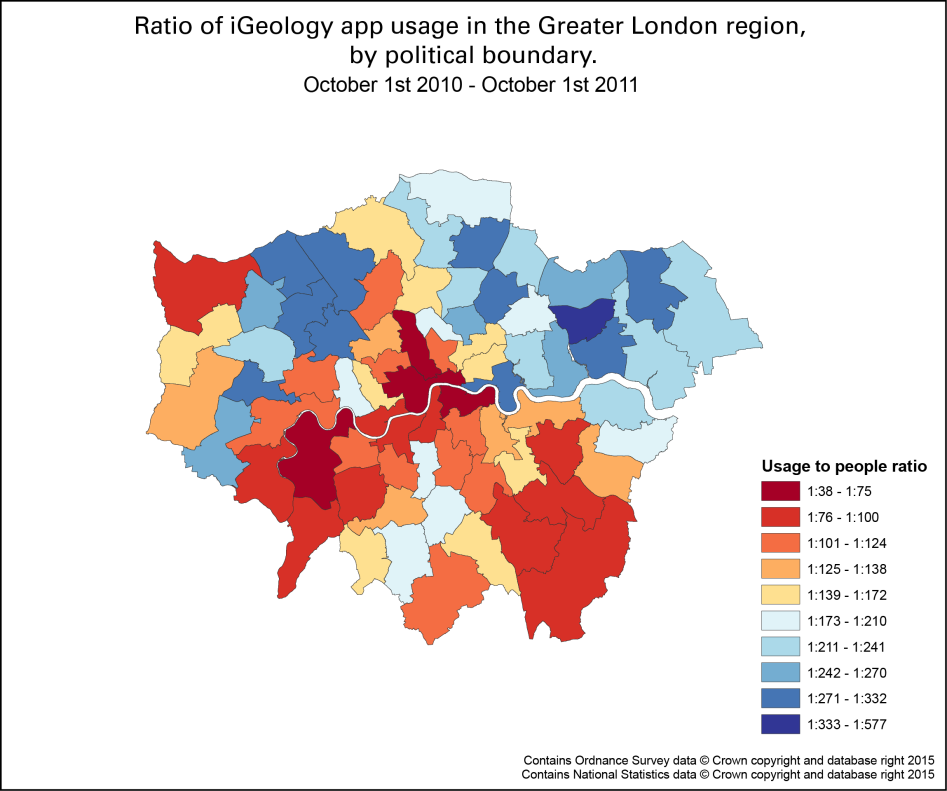 Ratio of iGeology app usage in the Greater London region,
by political boundary.
October 1st 2010 - October 1st 2011
Usage to people ratio
1:38 - 1:75
1:76 - 1:100
1:101 - 1:124
1:125 - 1:138
1:139 - 1:172
1:173 - 1:210
1:211 - 1:241
1:242 - 1:270
1:271 - 1:332
1:333 - 1:577
Contains Ordnance Survey data © Crown copyright and database right 2015
Contains National Statistics data © Crown copyright and database right 2015